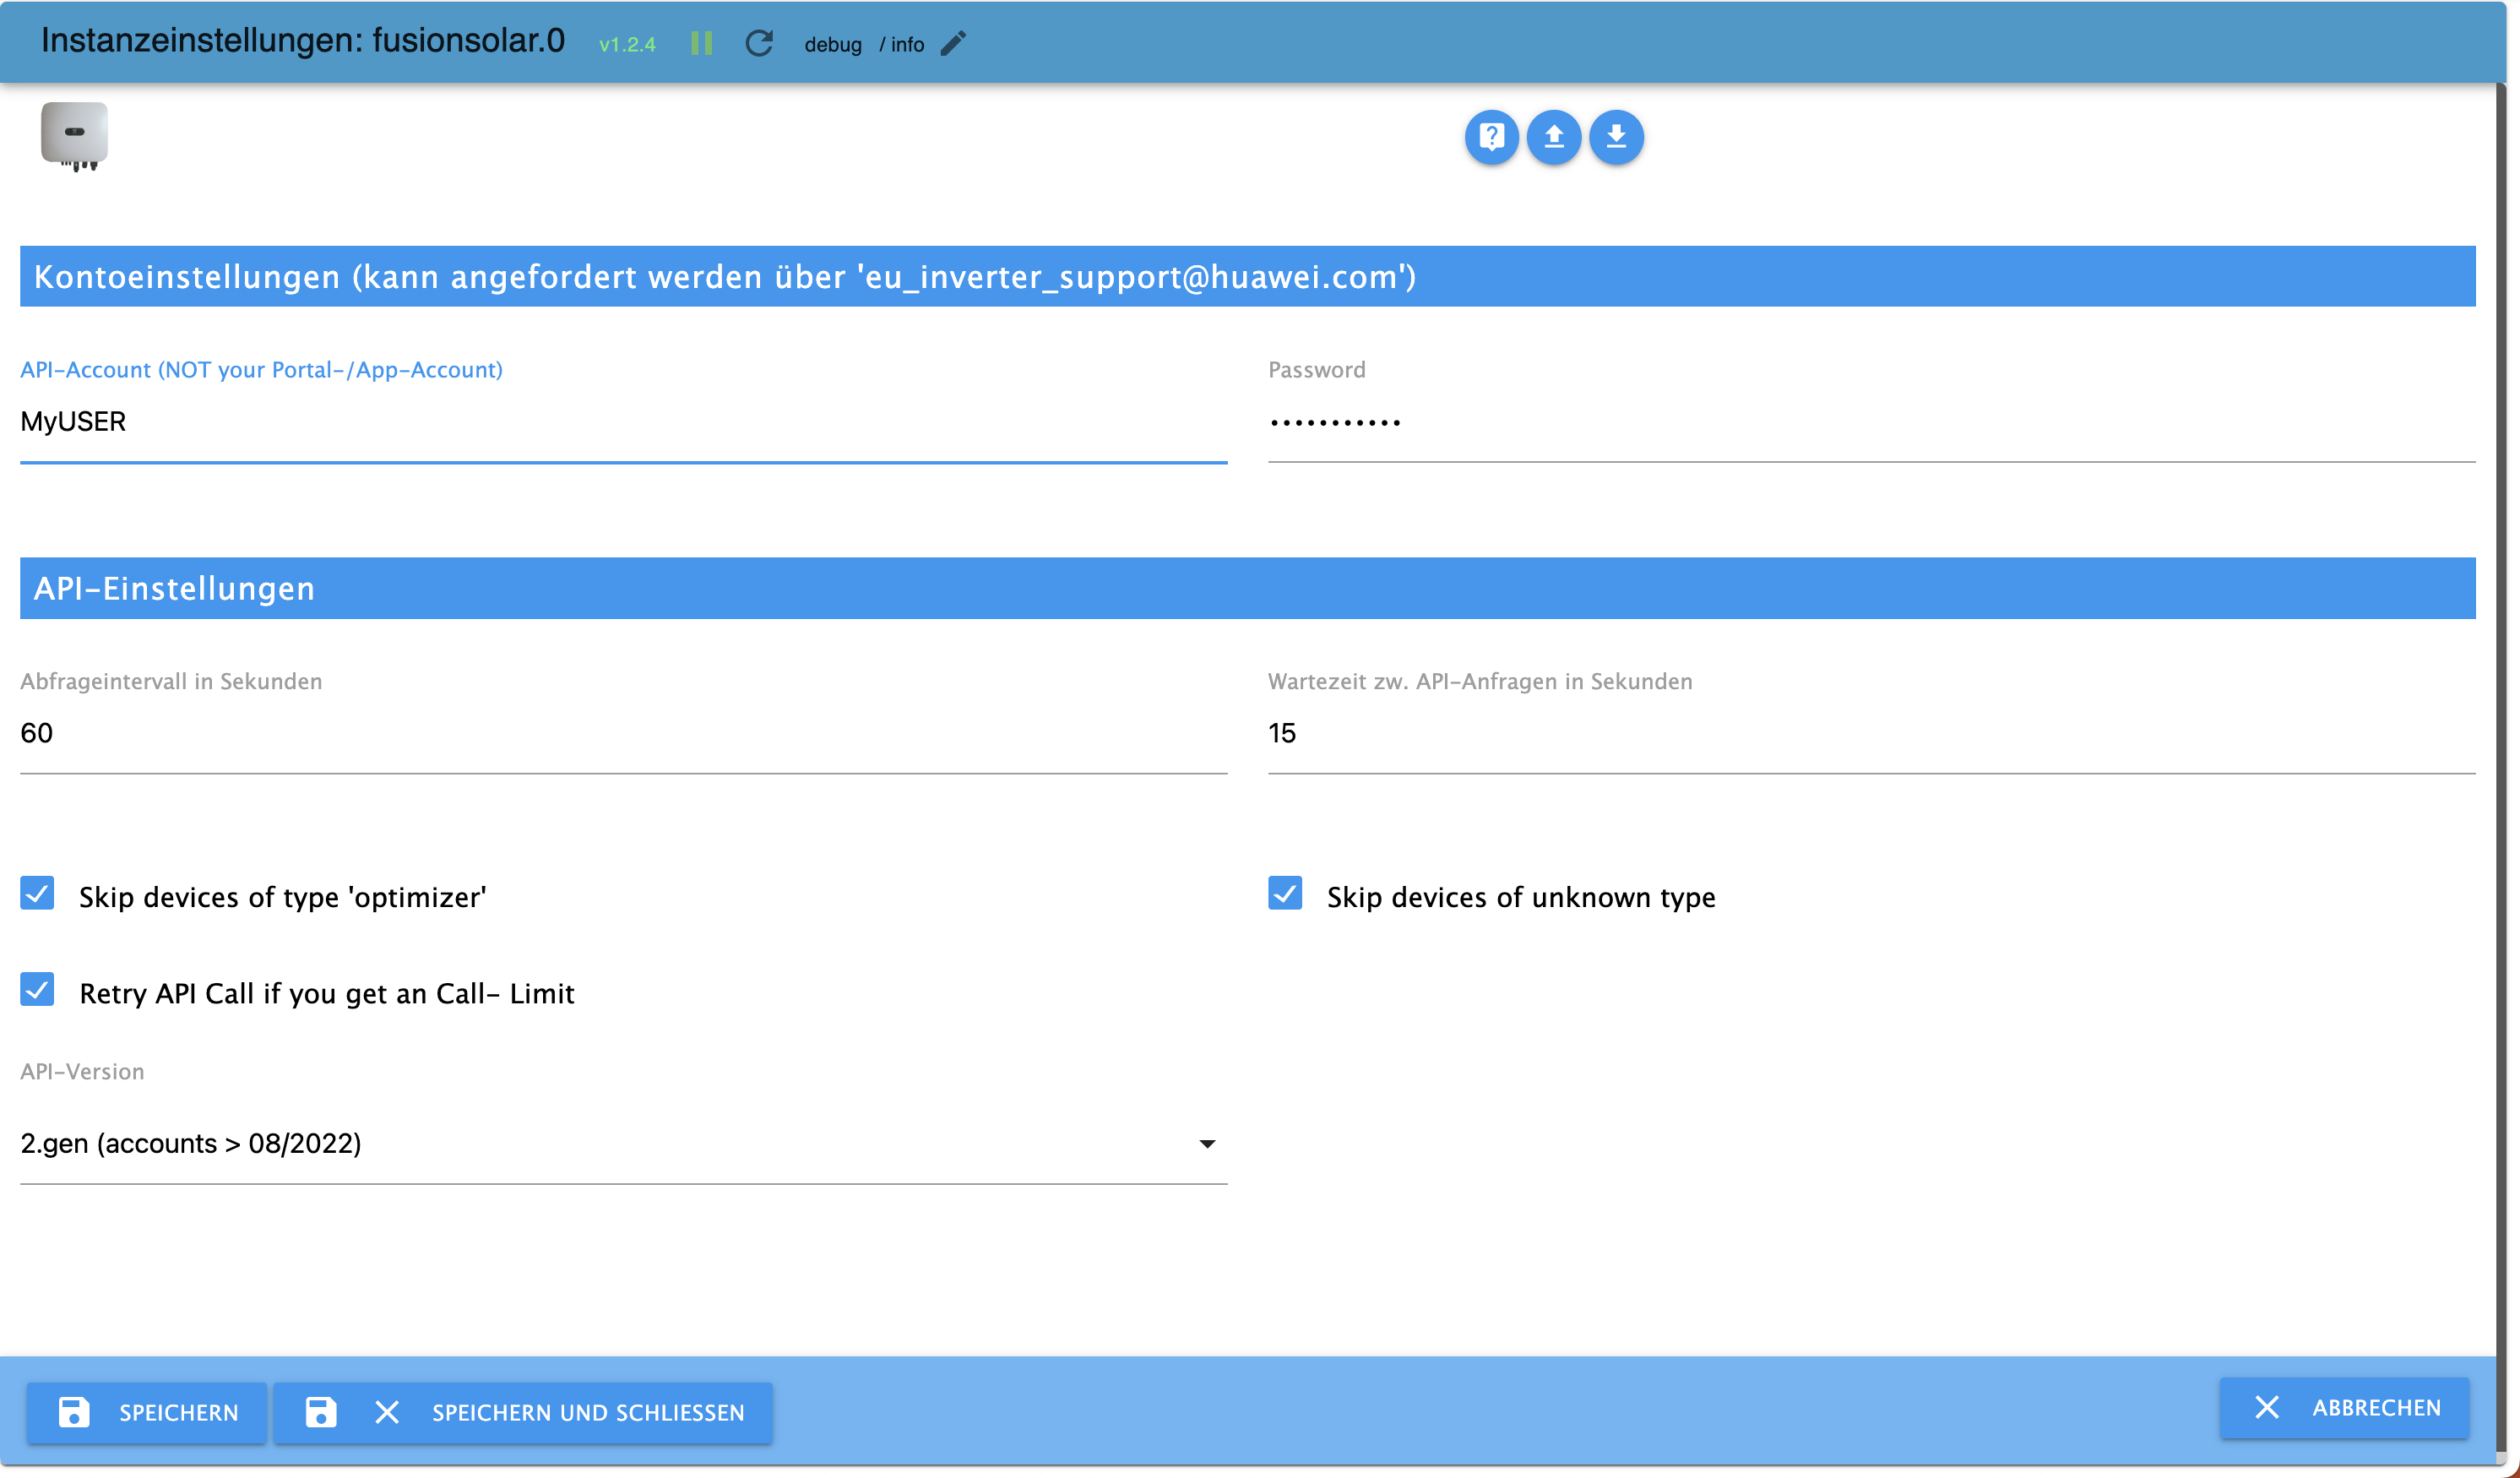 Instanzeinstellungen: fusionsolar.0 v1.2.4 debug / info
Kontoeinstellungen (kann angefordert werden über 'eu_inverter_support@huawei.com')
API-Account (NOT your Portal-/App-Account) Password
MyUSER •••••••••••
API-Einstellungen
Abfrageintervall in Sekunden Wartezeit zw. API-Anfragen in Sekunden
60 15
Skip devices of type 'optimizer' Skip devices of unknown type
Retry API Call if you get an Call- Limit
API-Version
2.gen (accounts > 08/2022)
SPEICHERN SPEICHERN UND SCHLIESSEN ABBRECHEN